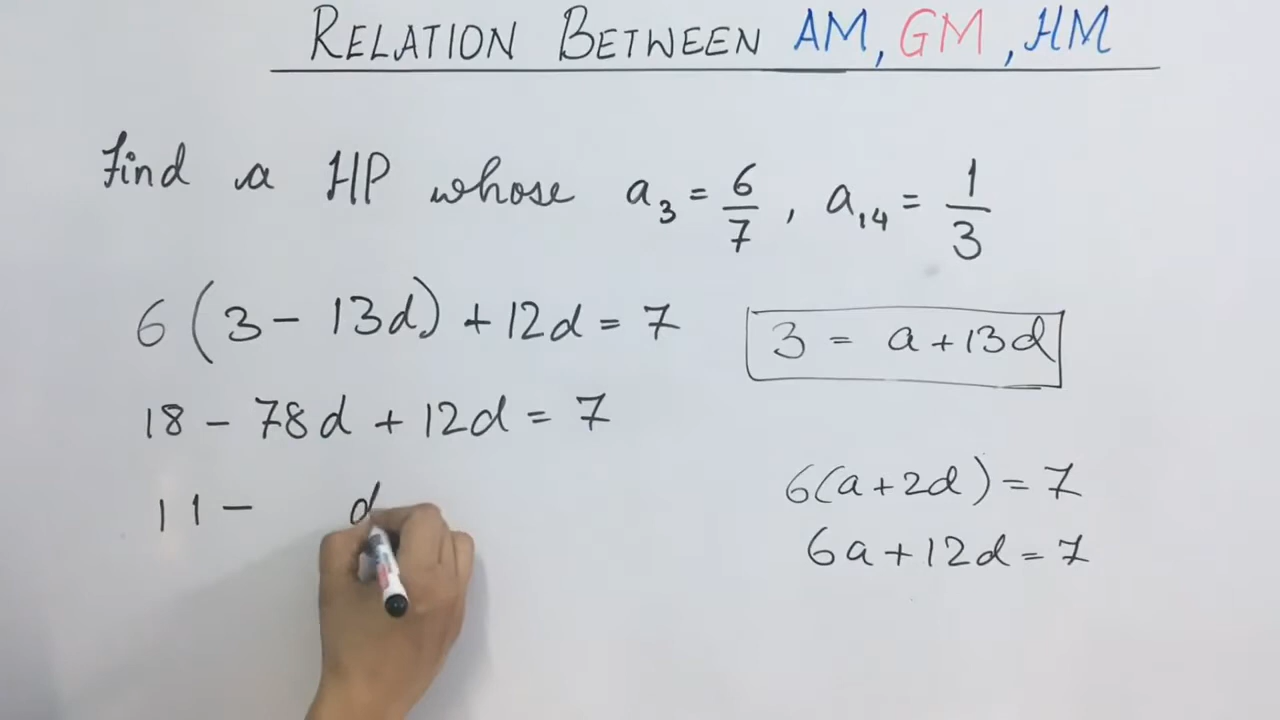 RELATION BETWEEN AM, GM, HM
Find a HP whose a₃ = 6/7, a₁₄ = 1/3
6(3 - 13d) + 12d = 7
3 = a + 13d
18 - 78d + 12d = 7
6(a + 2d) = 7
11 - d
6a + 12d = 7